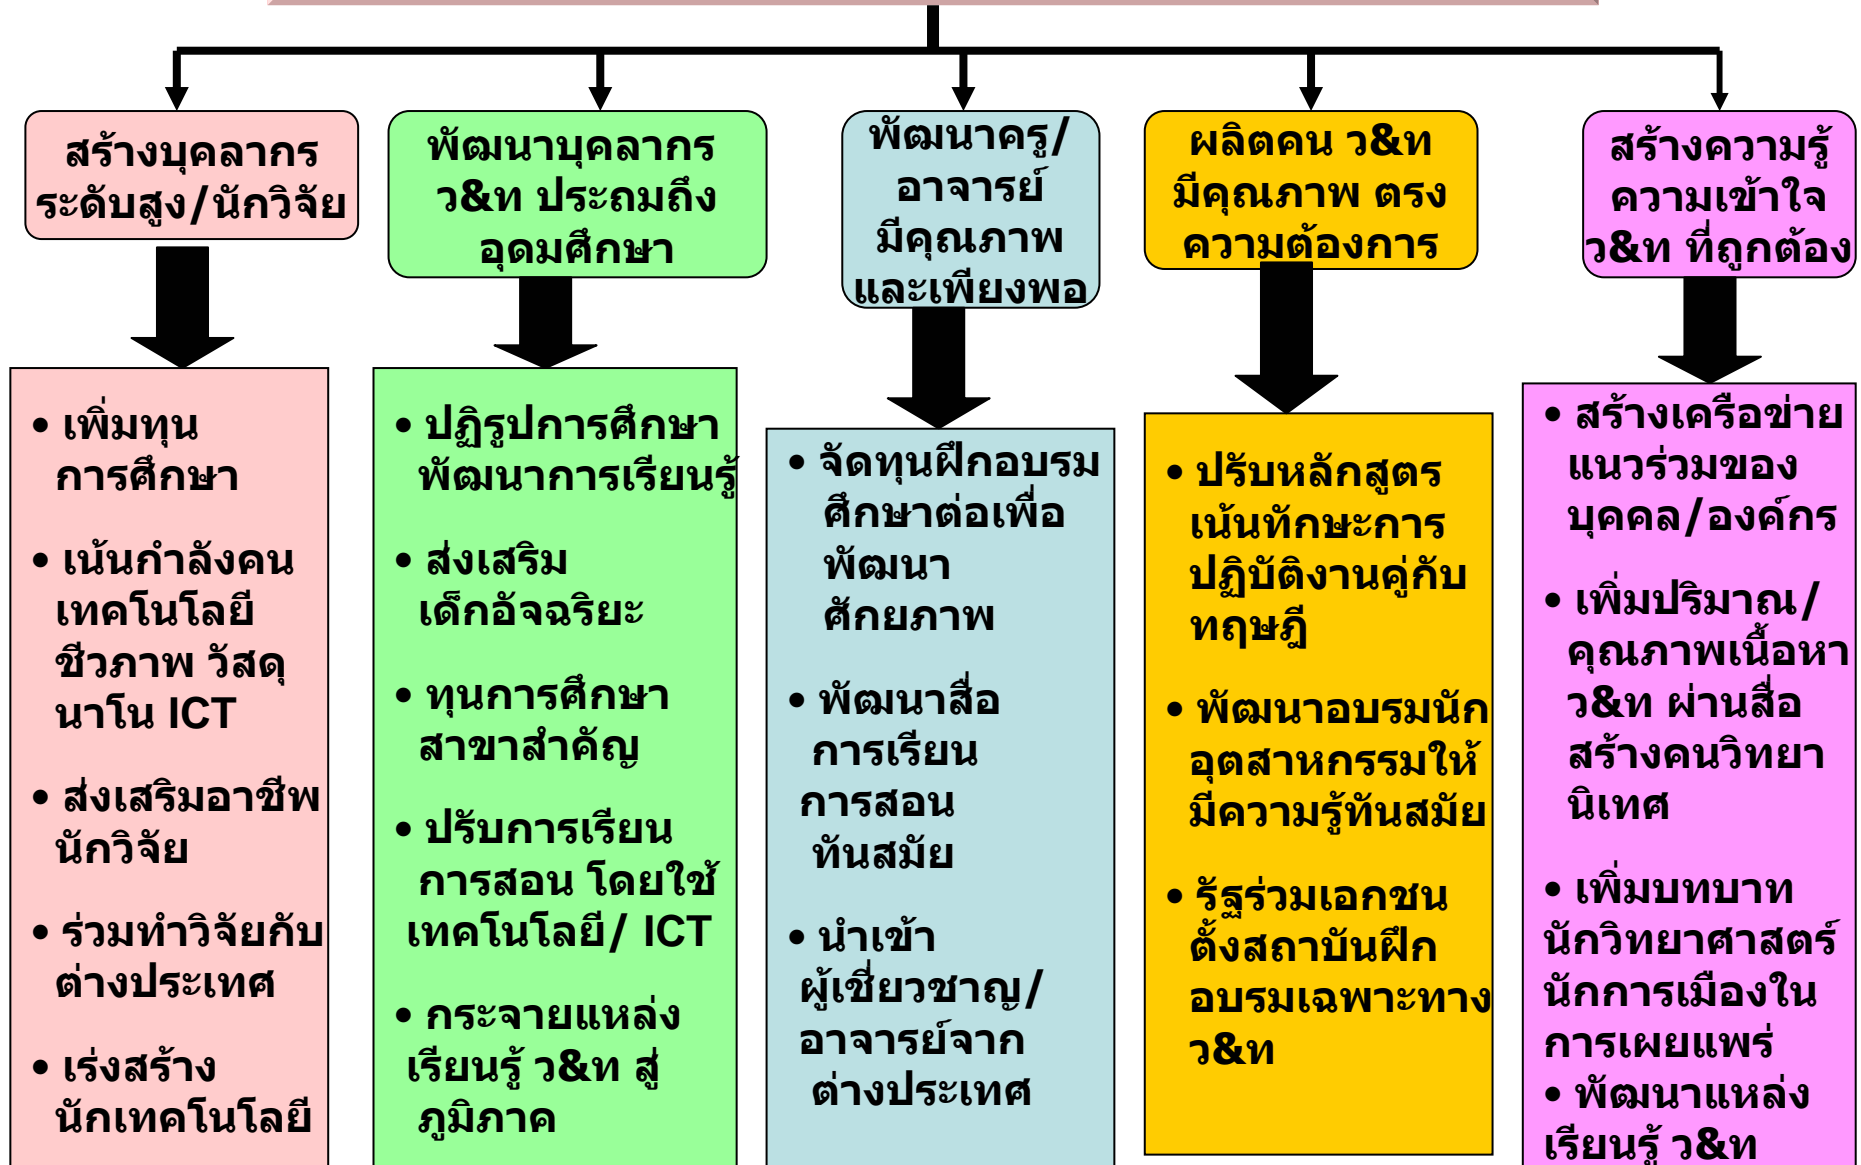 สร้างบุคลากร
ระดับสูง/นักวิจัย
พัฒนาบุคลากร
ว&ท ประถมถึง
อุดมศึกษา
พัฒนาครู/
อาจารย์
มีคุณภาพ
และเพียงพอ
ผลิตคน ว&ท
มีคุณภาพ ตรง
ความต้องการ
สร้างความรู้
ความเข้าใจ
ว&ท ที่ถูกต้อง
• เพิ่มทุน
การศึกษา
• เน้นกำลังคน
เทคโนโลยี
ชีวภาพ วัสดุ
นาโน ICT
• ส่งเสริมอาชีพ
นักวิจัย
• ร่วมทำวิจัยกับ
ต่างประเทศ
• เร่งสร้าง
นักเทคโนโลยี
• ปฏิรูปการศึกษา
พัฒนาการเรียนรู้
• ส่งเสริม
เด็กอัจฉริยะ
• ทุนการศึกษา
สาขาสำคัญ
• ปรับการเรียน
การสอน โดยใช้
เทคโนโลยี/ ICT
• กระจายแหล่ง
เรียนรู้ ว&ท สู่
ภูมิภาค
• จัดทุนฝึกอบรม
ศึกษาต่อเพื่อ
พัฒนา
ศักยภาพ
• พัฒนาสื่อ
การเรียน
การสอน
ทันสมัย
• นำเข้า
ผู้เชี่ยวชาญ/
อาจารย์จาก
ต่างประเทศ
• ปรับหลักสูตร
เน้นทักษะการ
ปฏิบัติงานคู่กับ
ทฤษฎี
• พัฒนาอบรมนัก
อุตสาหกรรมให้
มีความรู้ทันสมัย
• รัฐร่วมเอกชน
ตั้งสถาบันฝึก
อบรมเฉพาะทาง
ว&ท
• สร้างเครือข่าย
แนวร่วมของ
บุคคล/องค์กร
• เพิ่มปริมาณ/
คุณภาพเนื้อหา
ว&ท ผ่านสื่อ
สร้างคนวิทยา
นิเทศ
• เพิ่มบทบาท
นักวิทยาศาสตร์
นักการเมืองใน
การเผยแพร่
• พัฒนาแหล่ง
เรียนรู้ ว&ท